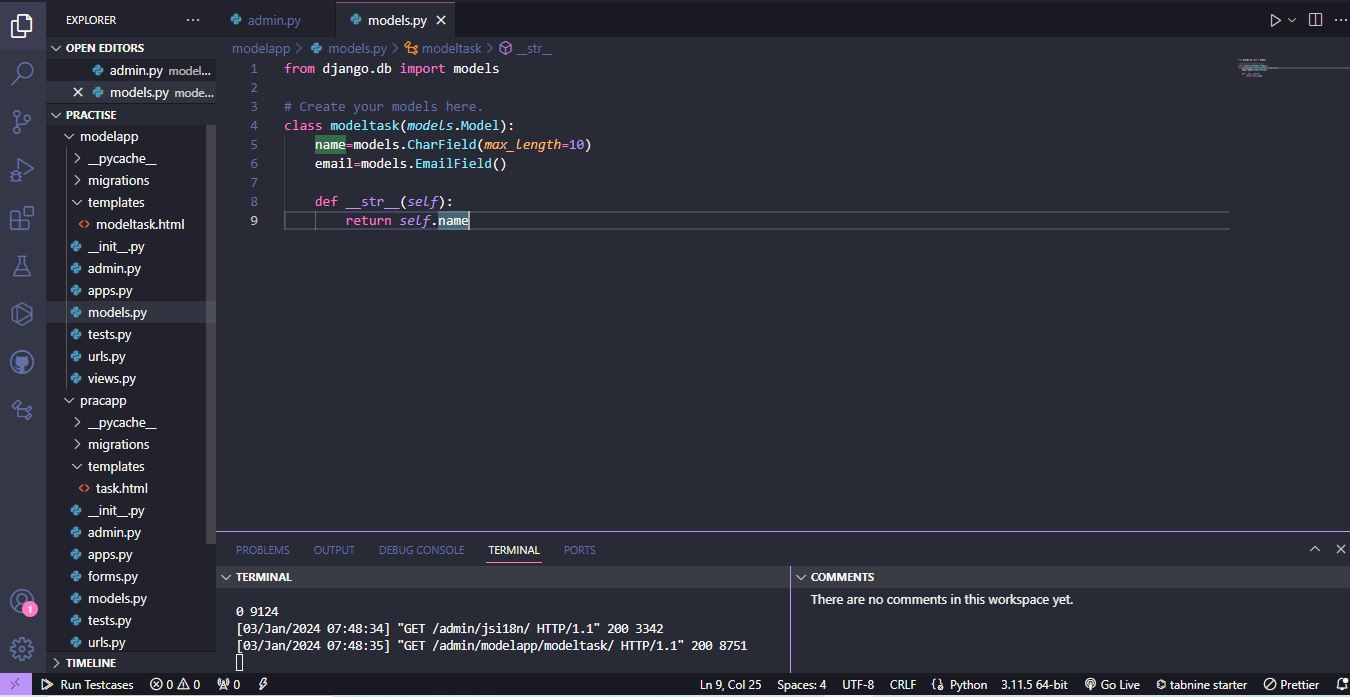 EXPLORER
OPEN EDITORS
admin.py model...
models.py mode...
PRACTISE
modelapp
__pycache__
migrations
templates
modeltask.html
__init__.py
admin.py
apps.py
models.py
tests.py
urls.py
views.py
pracapp
__pycache__
migrations
templates
task.html
__init__.py
admin.py
apps.py
forms.py
models.py
tests.py
urls.py
TIMELINE
1
admin.py
models.py
modelapp > models.py > modeltask > __str__
1 from django.db import models
2
3 # Create your models here.
4 class modeltask(models.Model):
5 name=models.CharField(max_length=10)
6 email=models.EmailField()
7
8 def __str__(self):
9 return self.name
PROBLEMS OUTPUT DEBUG CONSOLE TERMINAL PORTS
TERMINAL
0 9124
[03/Jan/2024 07:48:34] "GET /admin/jsi18n/ HTTP/1.1" 200 3342
[03/Jan/2024 07:48:35] "GET /admin/modelapp/modeltask/ HTTP/1.1" 200 8751
COMMENTS
There are no comments in this workspace yet.
Run Testcases 0 0 0 Ln 9, Col 25 Spaces: 4 UTF-8 CRLF Python 3.11.5 64-bit Go Live tabnine starter Prettier